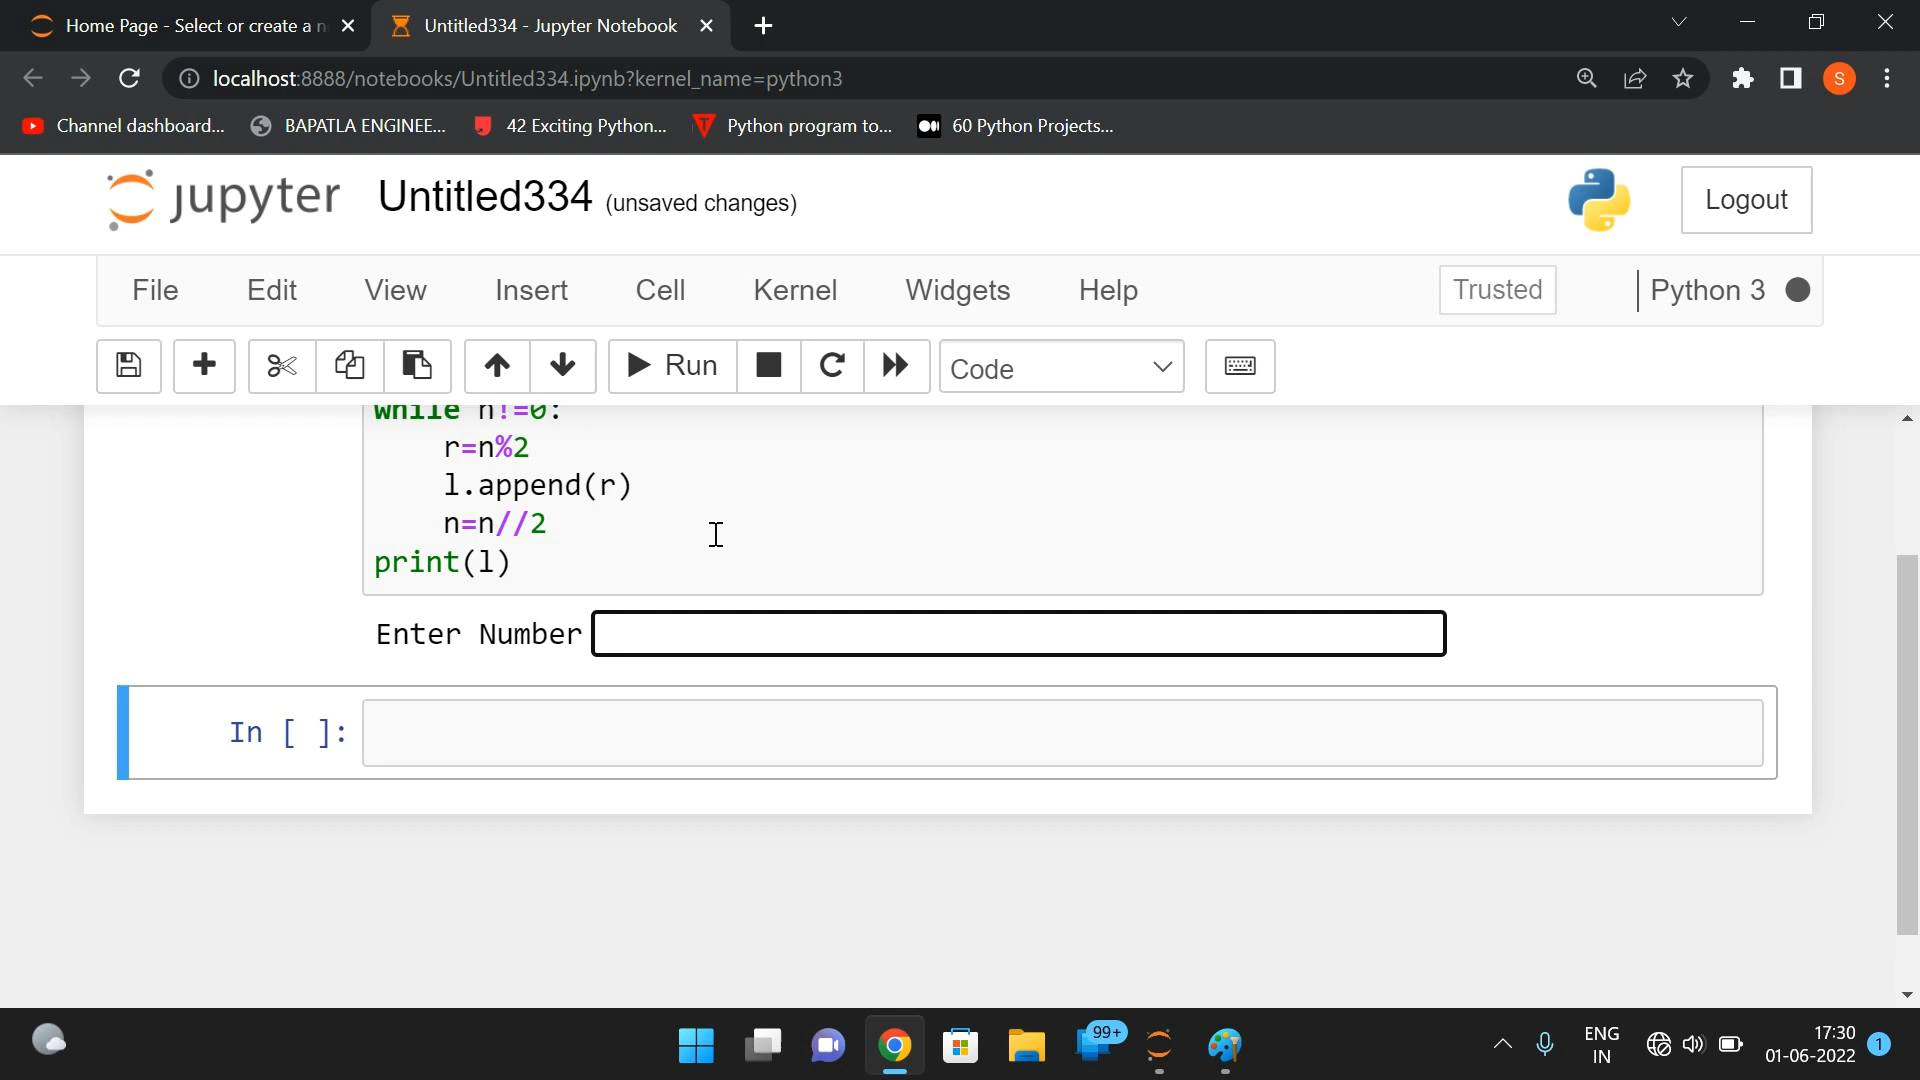 Home Page - Select or create a n
Untitled334 - Jupyter Notebook
localhost:8888/notebooks/Untitled334.ipynb?kernel_name=python3
S
Channel dashboard...
BAPATLA ENGINEE...
42 Exciting Python...
Python program to...
60 Python Projects...
jupyter Untitled334 (unsaved changes)
Logout
File Edit View Insert Cell Kernel Widgets Help
Trusted
Python 3
Run
Code
while n!=0:
r=n%2
l.append(r)
n=n//2
print(l)
Enter Number
In [ ]:
99+
ENG
IN
17:30
01-06-2022
1